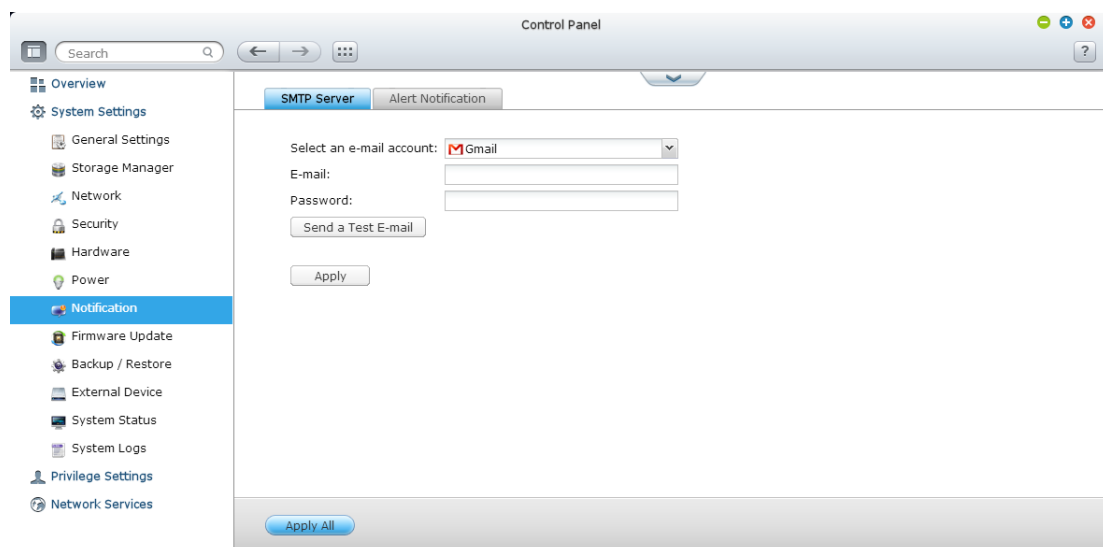 Control Panel
Search
?
Overview
System Settings
General Settings
Storage Manager
Network
Security
Hardware
Power
Notification
Firmware Update
Backup / Restore
External Device
System Status
System Logs
Privilege Settings
Network Services
SMTP Server Alert Notification
Select an e-mail account: Gmail
E-mail:
Password:
Send a Test E-mail
Apply
Apply All